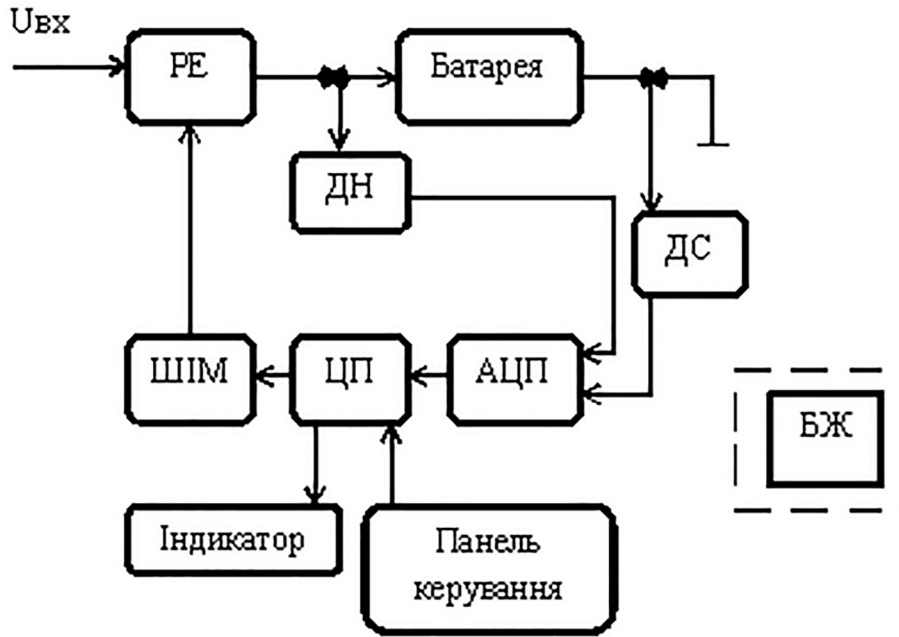 Uвх
РЕ
Батарея
ДН
ДС
ШІМ
ЦП
АЦП
БЖ
Індикатор
Панель
керування